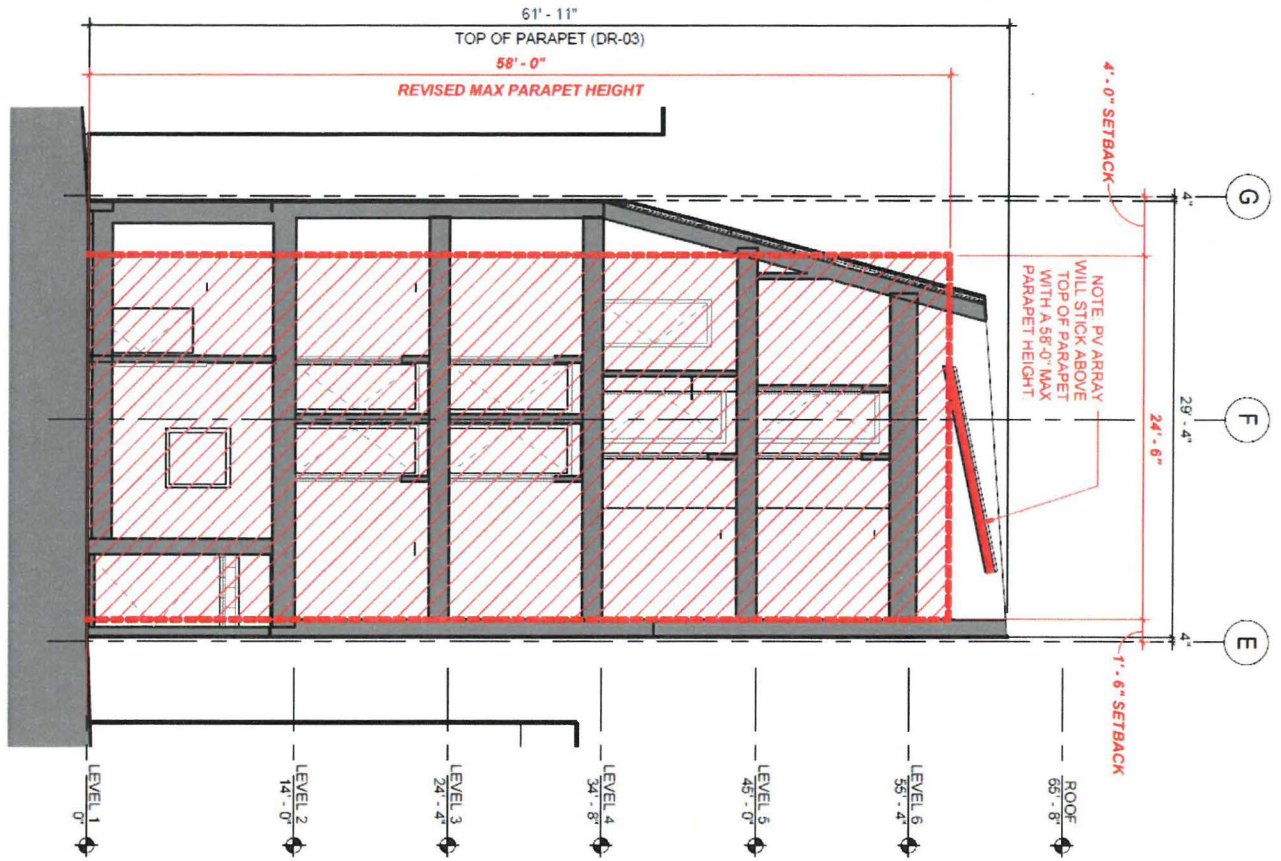 61' - 11"
TOP OF PARAPET (DR-03)
58' - 0"
REVISED MAX PARAPET HEIGHT
4' - 0" SETBACK
G
4"
NOTE: PV ARRAY
WILL STICK ABOVE
TOP OF PARAPET
WITH A 58'-0" MAX
PARAPET HEIGHT
24' - 6"
29' - 4"
F
4"
E
1' - 6" SETBACK
ROOF
65' - 8"
LEVEL 6
55' - 4"
LEVEL 5
45' - 0"
LEVEL 4
34' - 8"
LEVEL 3
24' - 4"
LEVEL 2
14' - 0"
LEVEL 1
0"